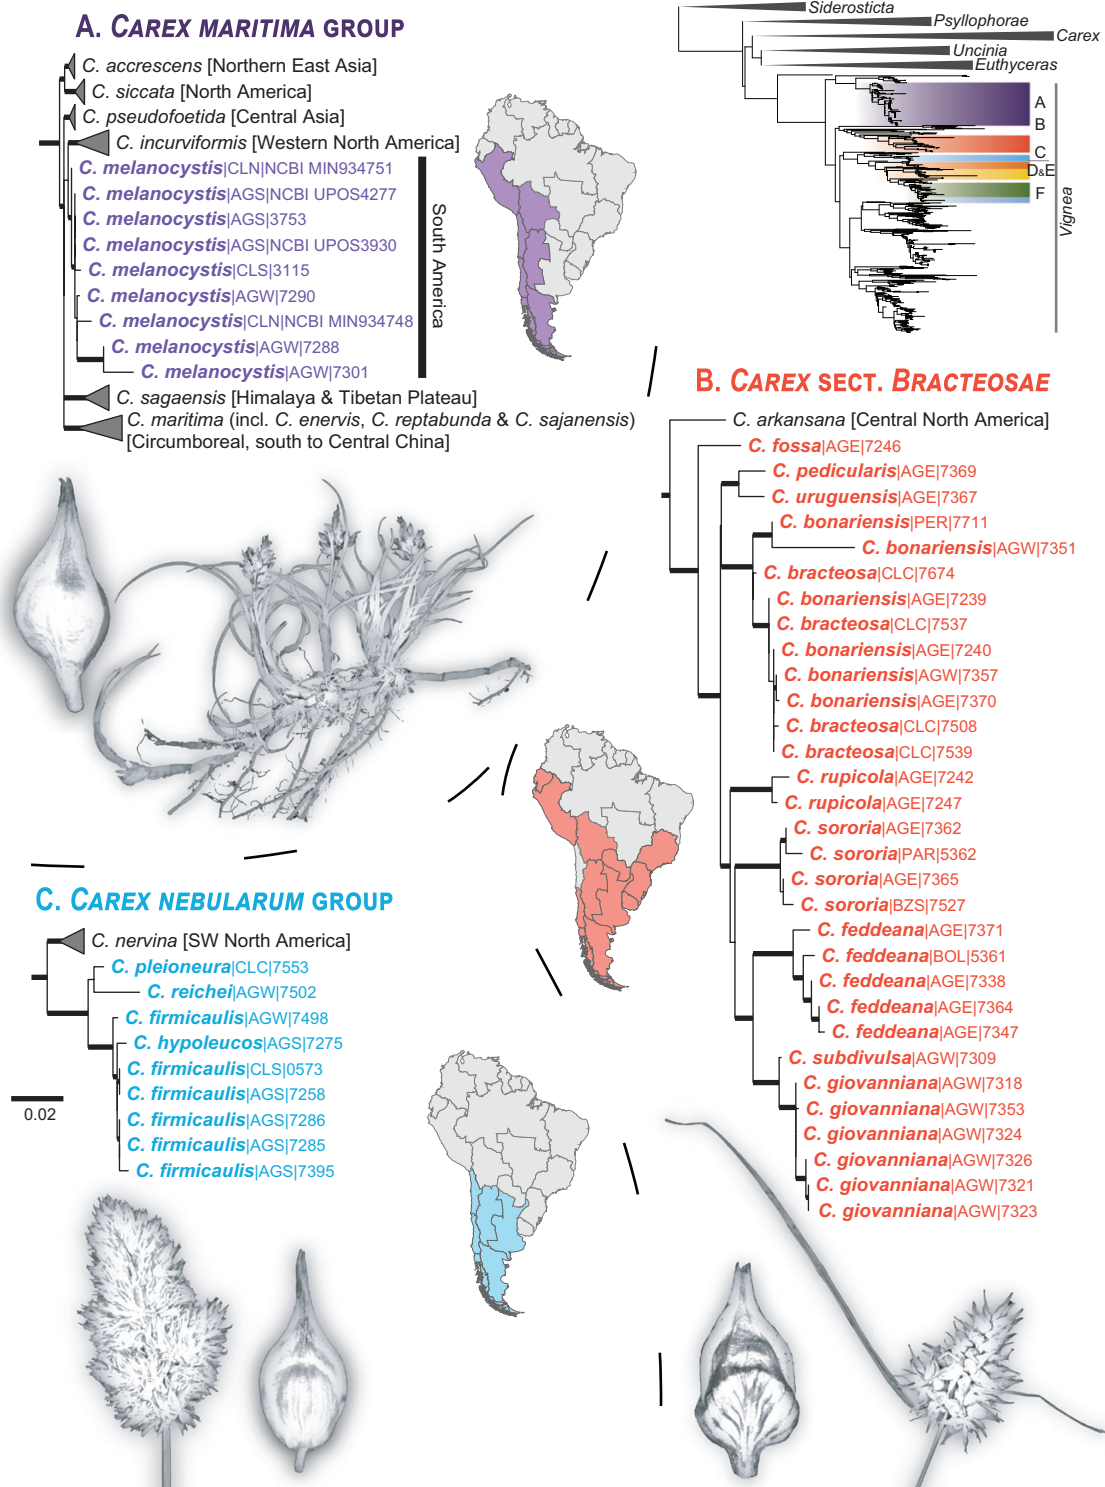 A. CAREX MARITIMA GROUP
C. accrescens [Northern East Asia]
C. siccata [North America]
C. pseudofoetida [Central Asia]
C. incurviformis [Western North America]
C. melanocystis|CLN|NCBI MIN934751
C. melanocystis|AGS|NCBI UPOS4277
C. melanocystis|AGS|3753
C. melanocystis|AGS|NCBI UPOS3930
C. melanocystis|CLS|3115
C. melanocystis|AGW|7290
C. melanocystis|CLN|NCBI MIN934748
C. melanocystis|AGW|7288
C. melanocystis|AGW|7301
South America
C. sagaensis [Himalaya & Tibetan Plateau]
C. maritima (incl. C. enervis, C. reptabunda & C. sajanensis)
[Circumboreal, south to Central China]
Siderosticta
Psyllophorae
Carex
Uncinia
Euthyceras
A
B
C
D&E
F
Vignea
B. CAREX SECT. BRACTEOSAE
C. arkansana [Central North America]
C. fossa|AGE|7246
C. pedicularis|AGE|7369
C. uruguensis|AGE|7367
C. bonariensis|PER|7711
C. bonariensis|AGW|7351
C. bracteosa|CLC|7674
C. bonariensis|AGE|7239
C. bracteosa|CLC|7537
C. bonariensis|AGE|7240
C. bonariensis|AGW|7357
C. bonariensis|AGE|7370
C. bracteosa|CLC|7508
C. bracteosa|CLC|7539
C. rupicola|AGE|7242
C. rupicola|AGE|7247
C. sororia|AGE|7362
C. sororia|PAR|5362
C. sororia|AGE|7365
C. sororia|BZS|7527
C. feddeana|AGE|7371
C. feddeana|BOL|5361
C. feddeana|AGE|7338
C. feddeana|AGE|7364
C. feddeana|AGE|7347
C. subdivulsa|AGW|7309
C. giovanniana|AGW|7318
C. giovanniana|AGW|7353
C. giovanniana|AGW|7324
C. giovanniana|AGW|7326
C. giovanniana|AGW|7321
C. giovanniana|AGW|7323
C. CAREX NEBULARUM GROUP
C. nervina [SW North America]
C. pleioneura|CLC|7553
C. reichei|AGW|7502
C. firmicaulis|AGW|7498
C. hypoleucos|AGS|7275
C. firmicaulis|CLS|0573
C. firmicaulis|AGS|7258
C. firmicaulis|AGS|7286
C. firmicaulis|AGS|7285
C. firmicaulis|AGS|7395
0.02